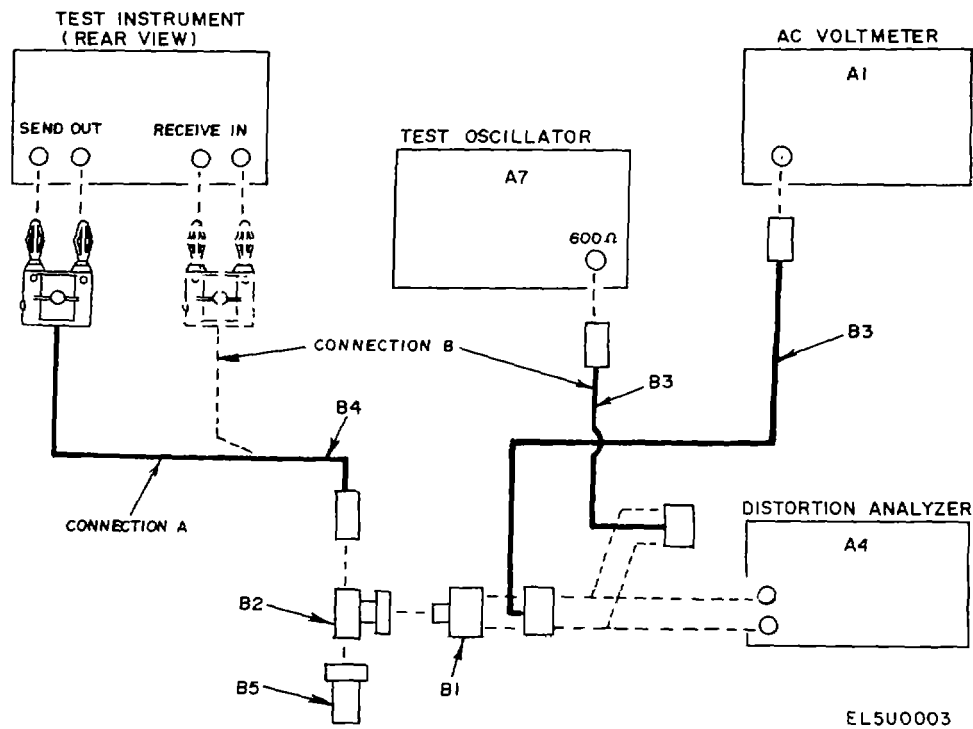 TEST INSTRUMENT
(REAR VIEW)
SEND OUT
RECEIVE IN
TEST OSCILLATOR
A7
600Ω
AC VOLTMETER
A1
CONNECTION B
B3
B3
B4
CONNECTION A
DISTORTION ANALYZER
A4
B2
B1
B5
EL5U0003